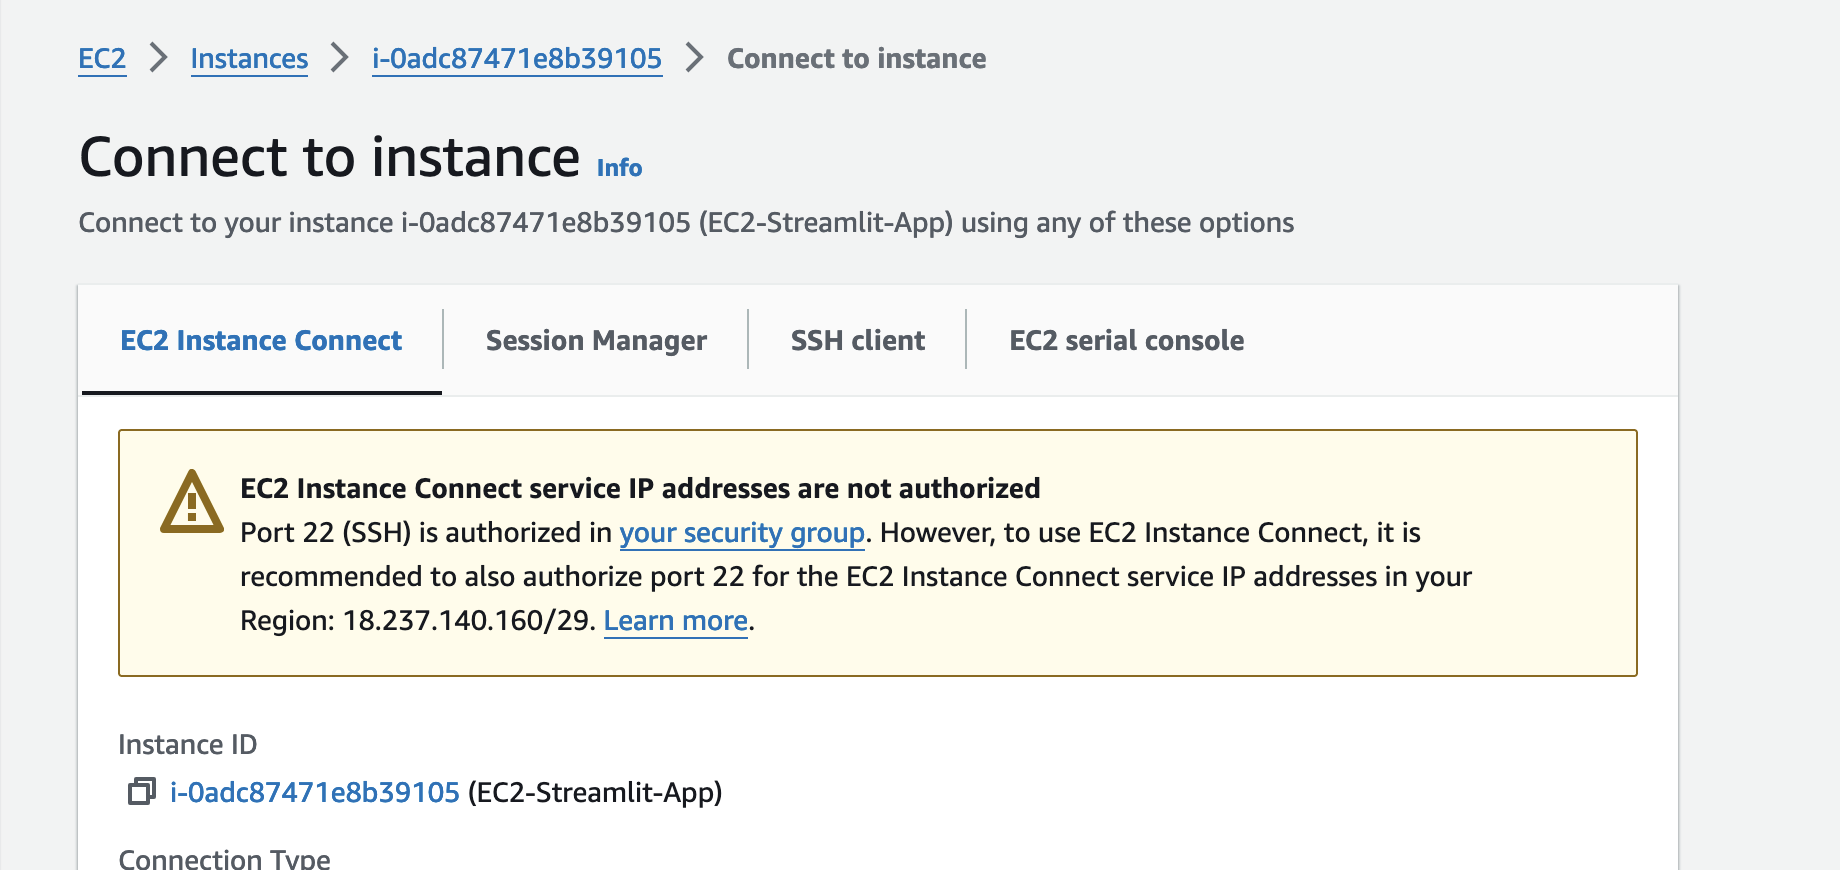 EC2 > Instances > i-0adc87471e8b39105 > Connect to instance
Connect to instance Info
Connect to your instance i-0adc87471e8b39105 (EC2-Streamlit-App) using any of these options
EC2 Instance Connect
Session Manager
SSH client
EC2 serial console
EC2 Instance Connect service IP addresses are not authorized
Port 22 (SSH) is authorized in your security group. However, to use EC2 Instance Connect, it is
recommended to also authorize port 22 for the EC2 Instance Connect service IP addresses in your
Region: 18.237.140.160/29. Learn more.
Instance ID
i-0adc87471e8b39105 (EC2-Streamlit-App)
Connection Type